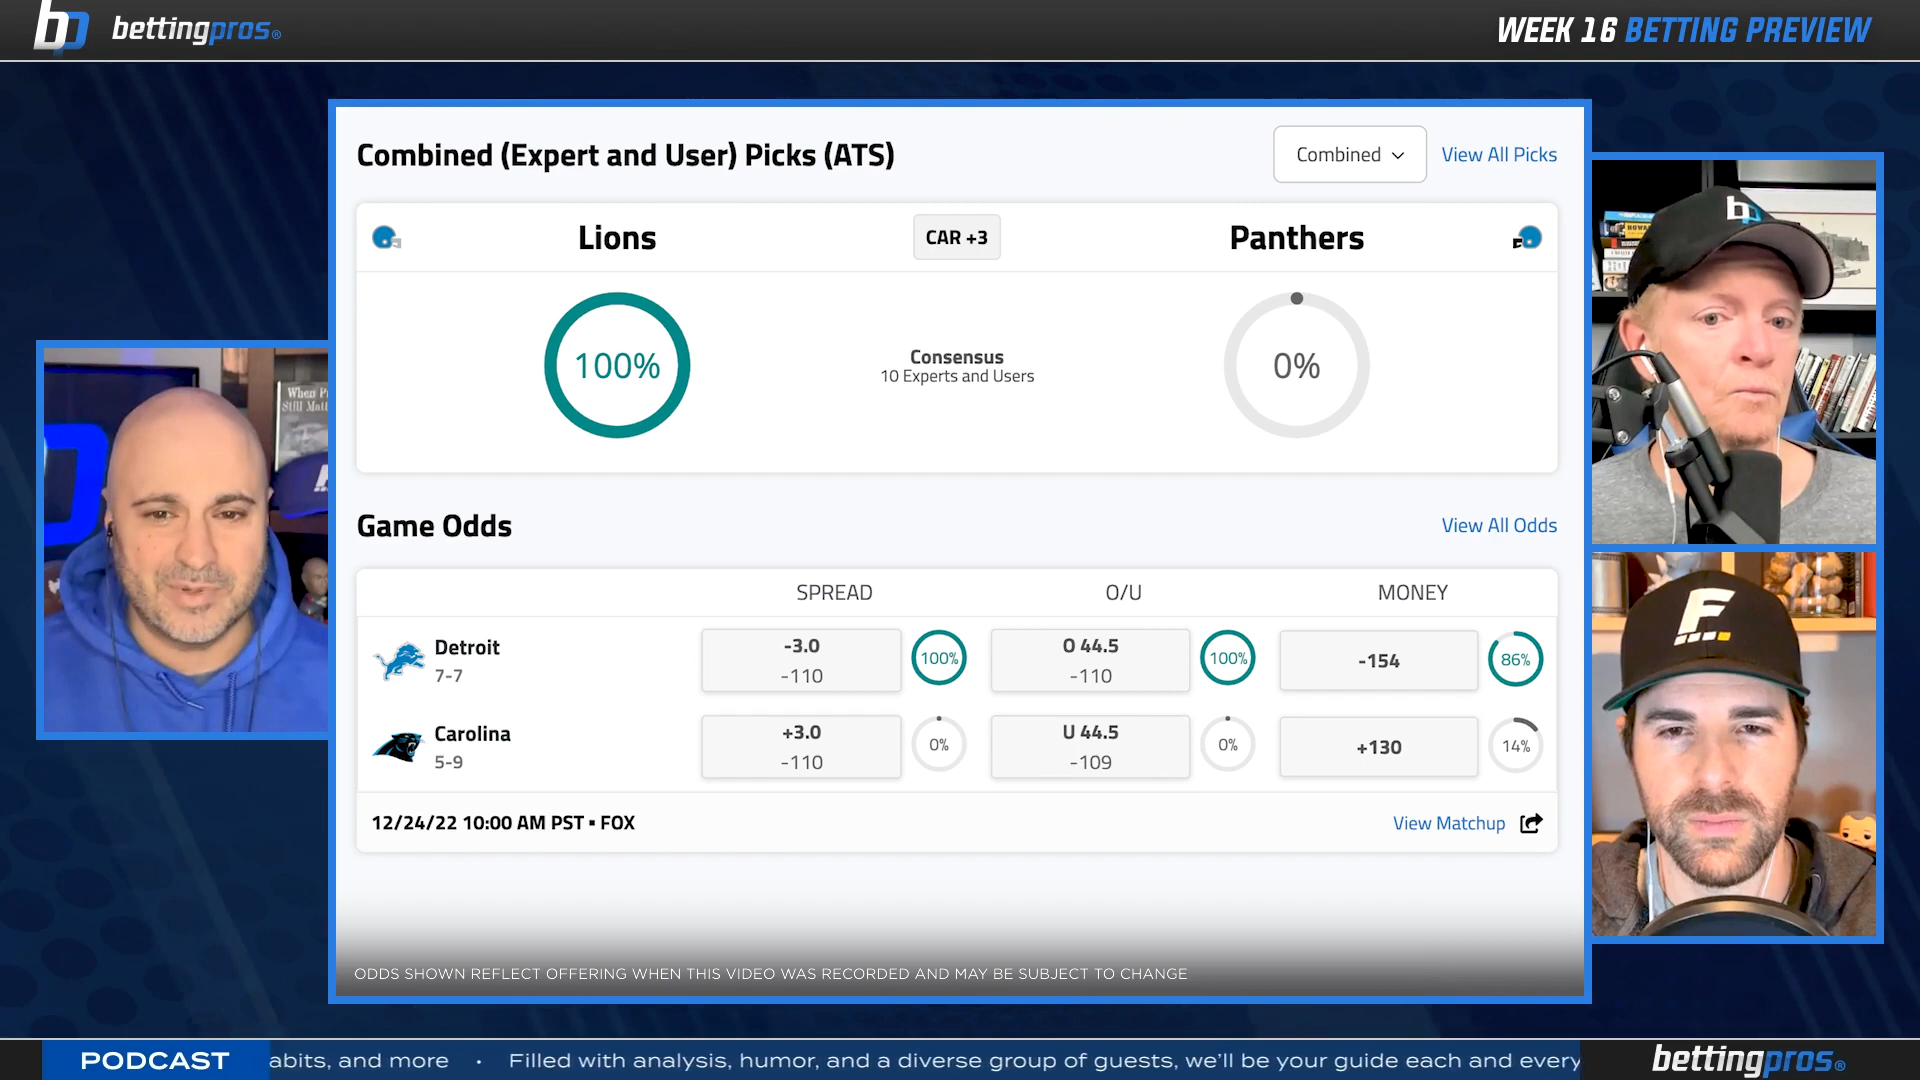 bp bettingpros®
WEEK 16 BETTING PREVIEW
Combined (Expert and User) Picks (ATS)
Combined
View All Picks
Lions
CAR +3
Panthers
100%
Consensus
10 Experts and Users
0%
Game Odds
View All Odds
SPREAD
O/U
MONEY
Detroit
7-7
-3.0
-110
100%
O 44.5
-110
100%
-154
86%
Carolina
5-9
+3.0
-110
0%
U 44.5
-109
0%
+130
14%
12/24/22 10:00 AM PST ▪ FOX
View Matchup
ODDS SHOWN REFLECT OFFERING WHEN THIS VIDEO WAS RECORDED AND MAY BE SUBJECT TO CHANGE
When P
Still Matt
bp
F
PODCAST
abits, and more • Filled with analysis, humor, and a diverse group of guests, we'll be your guide each and every
bettingpros®